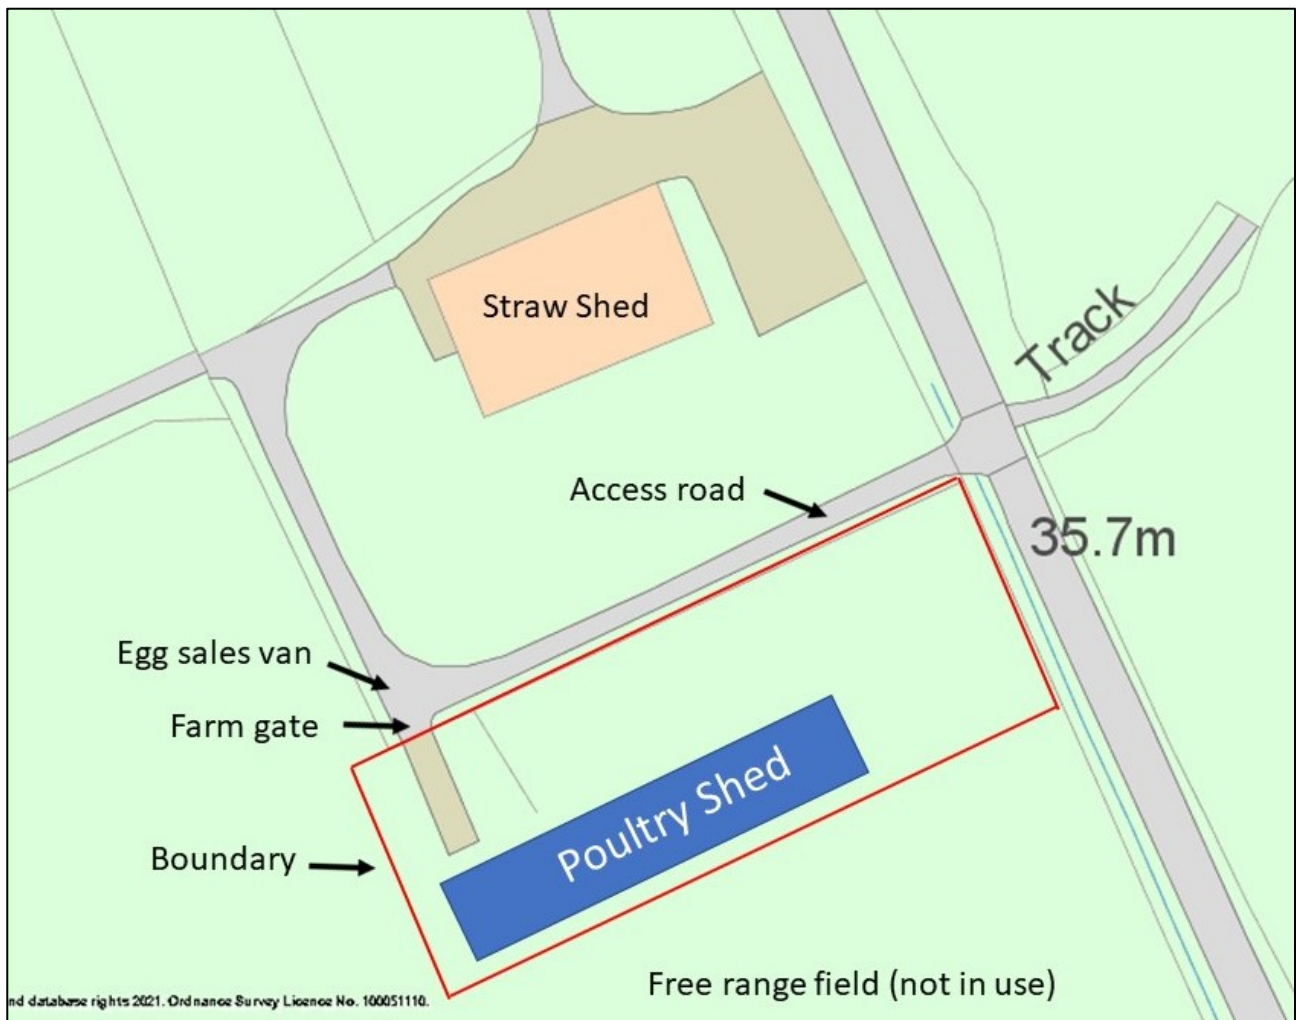 Straw Shed
Track
Access road
35.7m
Egg sales van
Farm gate
Poultry Shed
Boundary
Free range field (not in use)
nd database rights 2021. Ordnance Survey Licence No. 100051110.